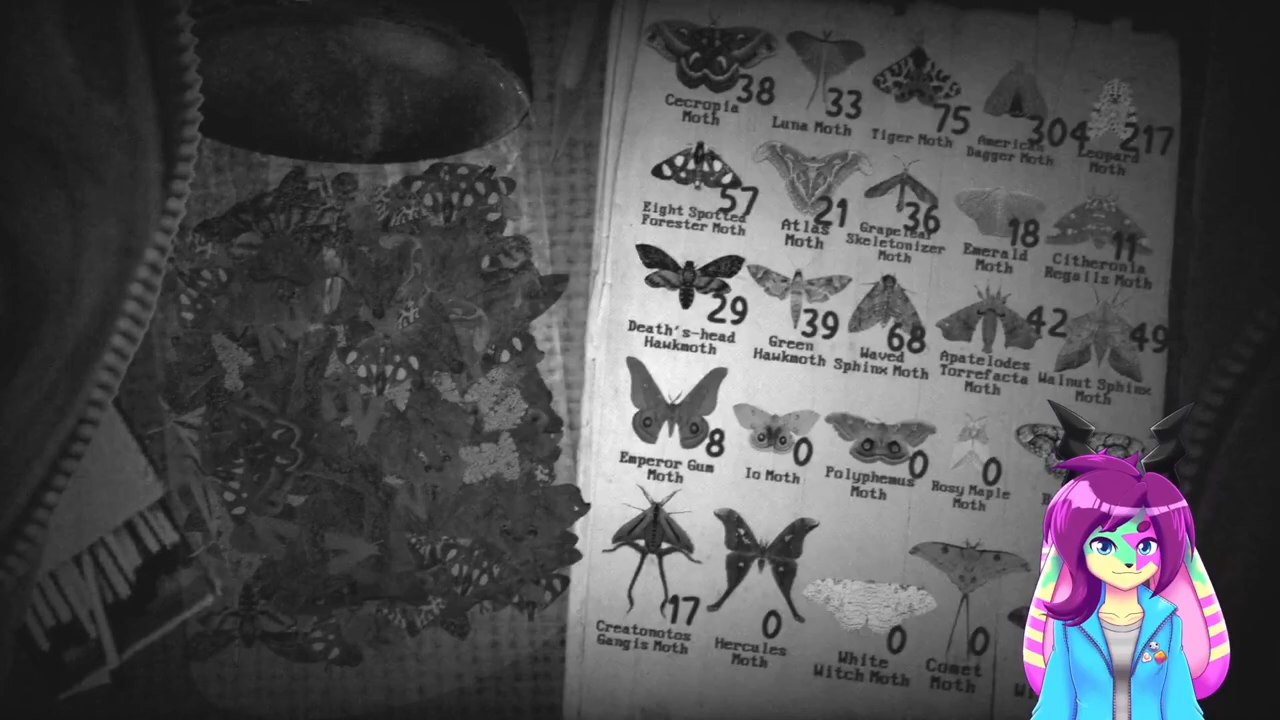 38 33 75 304 217
Cecropia Moth
Luna Moth
Tiger Moth
American Dagger Moth
Leopard Moth
57 21 36 18 11
Eight Spotted Forester Moth
Atlas Moth
Grapeleaf Skeletonizer Moth
Emerald Moth
Citheronia Regalis Moth
29 39 68 42 49
Death's-head Hawkmoth
Green Hawkmoth
Waved Sphinx Moth
Apatelodes Torrefacta Moth
Walnut Sphinx Moth
8 0 0 0
Emperor Gum Moth
Io Moth
Polyphemus Moth
Rosy Maple Moth
17 0 0 0
Creatonotos Gangis Moth
Hercules Moth
White Witch Moth
Comet Moth